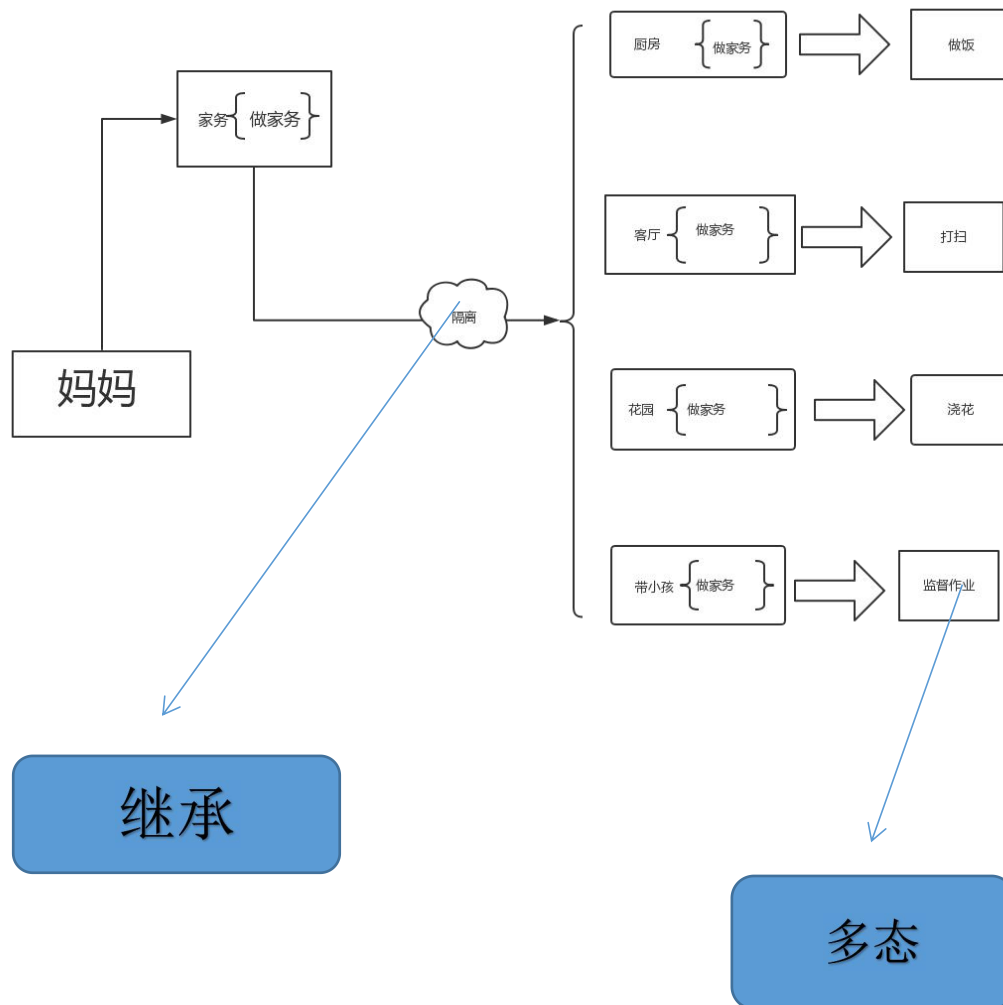 厨房 做家务 做饭
家务 做家务
客厅 做家务 打扫
隔离
妈妈
花园 做家务 浇花
带小孩 做家务 监督作业
继承
多态